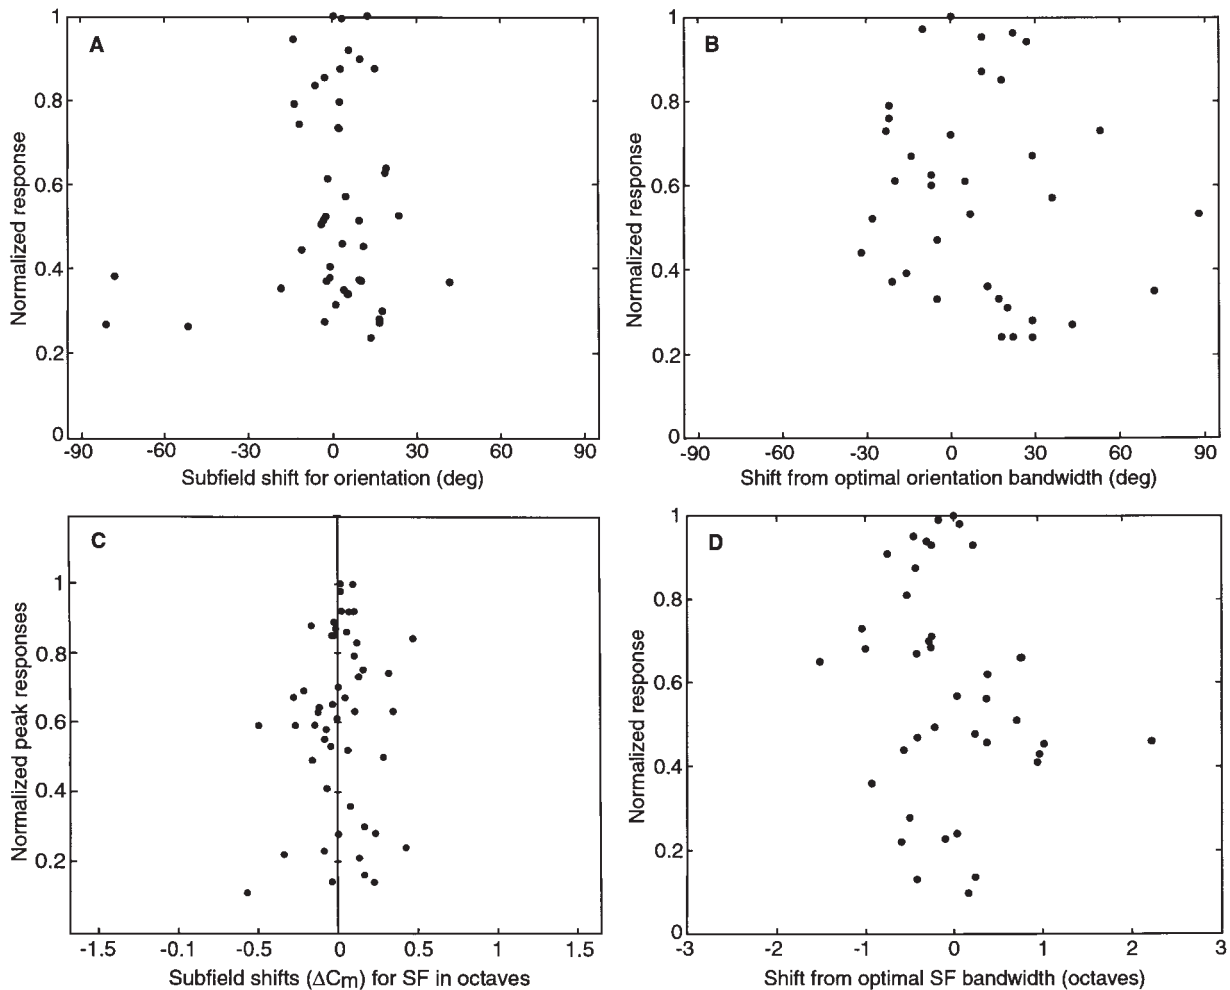 A
Normalized response
1
0.8
0.6
0.4
0.2
0
-90 -60 -30 0 30 60 90
Subfield shift for orientation (deg)
B
Normalized response
1
0.8
0.6
0.4
0.2
0
-90 -60 -30 0 30 60 90
Shift from optimal orientation bandwidth (deg)
C
Normalized peak responses
1
0.8
0.6
0.4
0.2
-1.5 -0.1 -0.5 0 0.5 1 1.5
Subfield shifts (ΔCm) for SF in octaves
D
Normalized response
1
0.8
0.6
0.4
0.2
0
-3 -2 -1 0 1 2 3
Shift from optimal SF bandwidth (octaves)